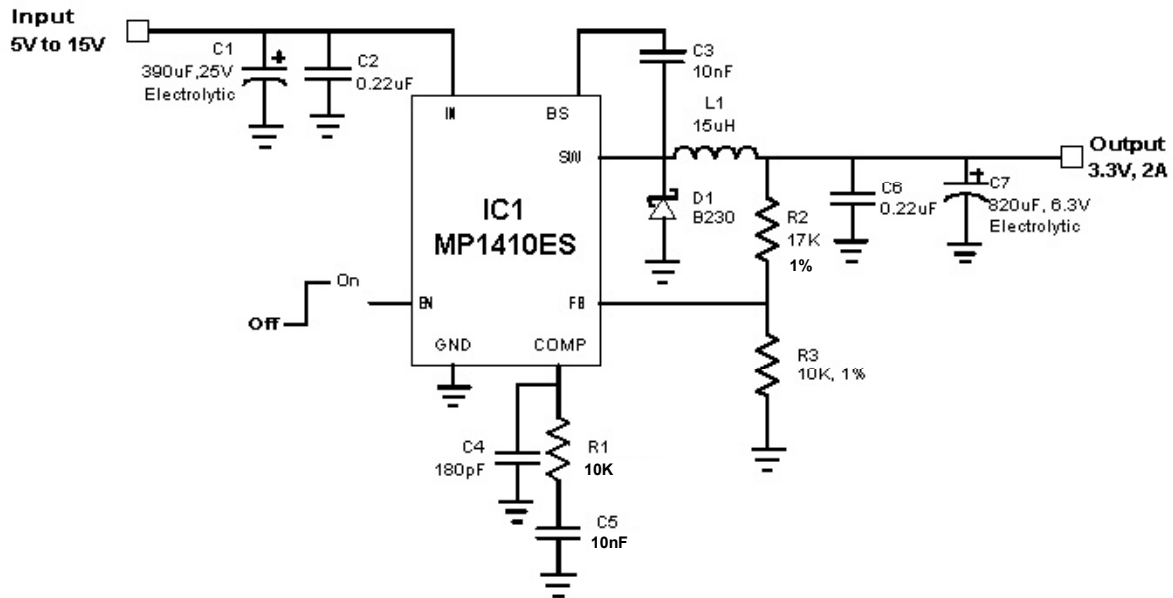 Input
5V to 15V
C1
+
390uF,25V
Electrolytic
C2
0.22uF
C3
10nF
IN
BS
L1
15uH
SW
Output
3.3V, 2A
IC1
MP1410ES
D1
B230
R2
17K
1%
C6
0.22uF
+
C7
820uF, 6.3V
Electrolytic
On
Off
EN
FB
GND
COMP
R3
10K, 1%
C4
180pF
R1
10K
C5
10nF